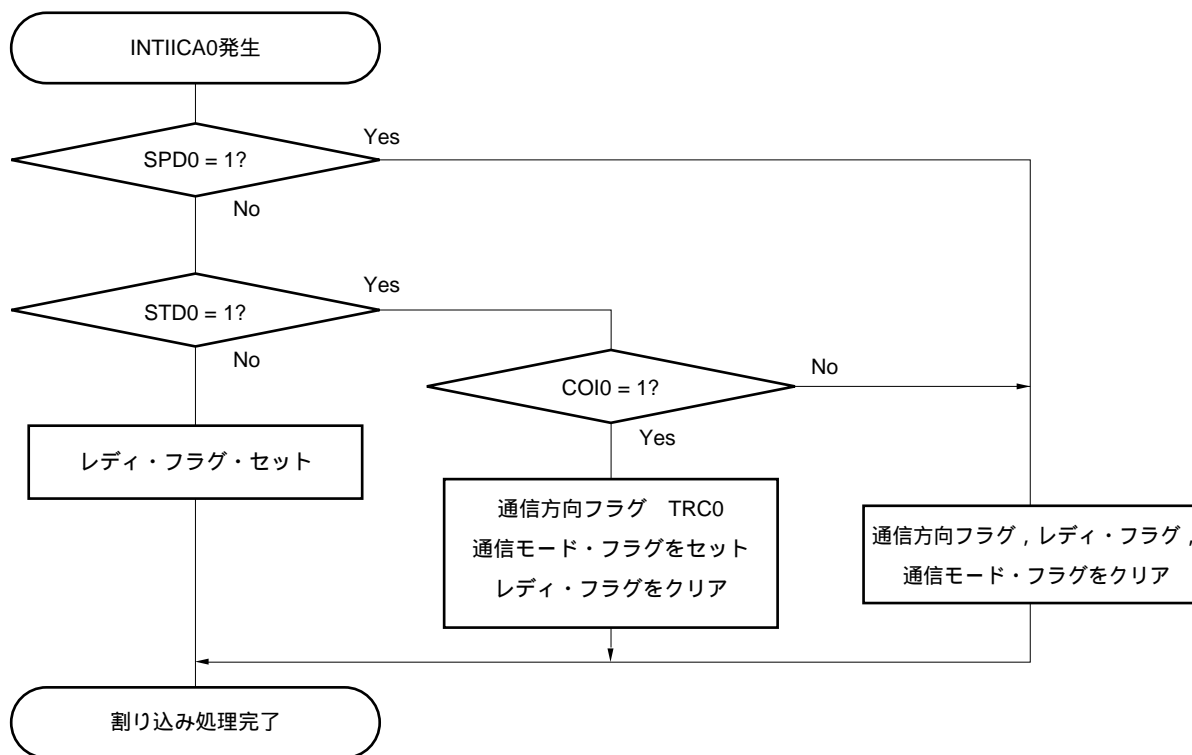 INTIICA0発生
SPD0 = 1?
Yes
No
STD0 = 1?
Yes
No
COI0 = 1?
No
Yes
レディ・フラグ・セット
通信方向フラグ　TRC0
通信モード・フラグをセット
レディ・フラグをクリア
通信方向フラグ，レディ・フラグ，
通信モード・フラグをクリア
割り込み処理完了